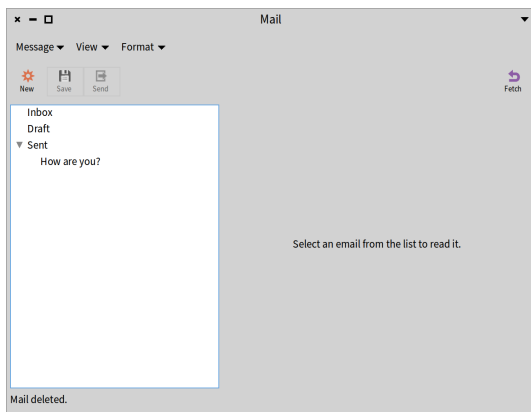 Mail
Message View Format
New Save Send Fetch
Inbox
Draft
Sent
How are you?
Select an email from the list to read it.
Mail deleted.